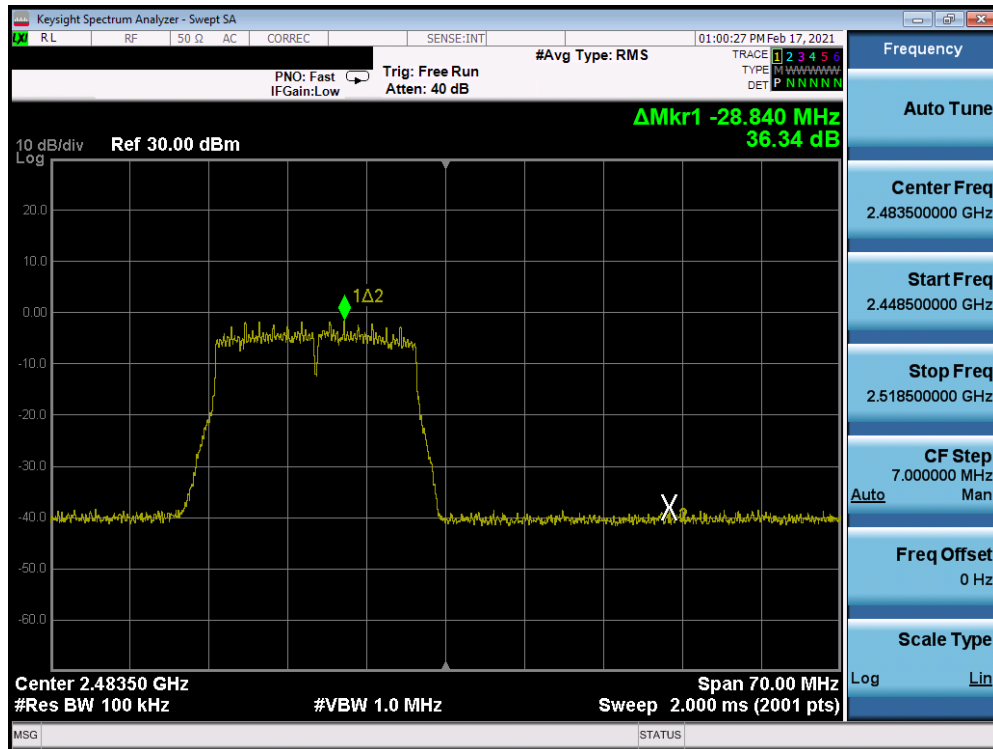 Keysight Spectrum Analyzer - Swept SA
LXI RL RF 50 Ω AC CORREC SENSE:INT 01:00:27 PM Feb 17, 2021
#Avg Type: RMS
TRACE 1 2 3 4 5 6
PNO: Fast Trig: Free Run
TYPE M W W W W W
IFGain:Low Atten: 40 dB
DET P N N N N N
ΔMkr1 -28.840 MHz
36.34 dB
10 dB/div Ref 30.00 dBm
Log
20.0
10.0
0.00
-10.0
-20.0
-30.0
-40.0
-50.0
-60.0
1Δ2
X
Center 2.48350 GHz Span 70.00 MHz
#Res BW 100 kHz #VBW 1.0 MHz Sweep 2.000 ms (2001 pts)
MSG STATUS
Frequency
Auto Tune
Center Freq
2.483500000 GHz
Start Freq
2.448500000 GHz
Stop Freq
2.518500000 GHz
CF Step
7.000000 MHz
Auto Man
Freq Offset
0 Hz
Scale Type
Log Lin